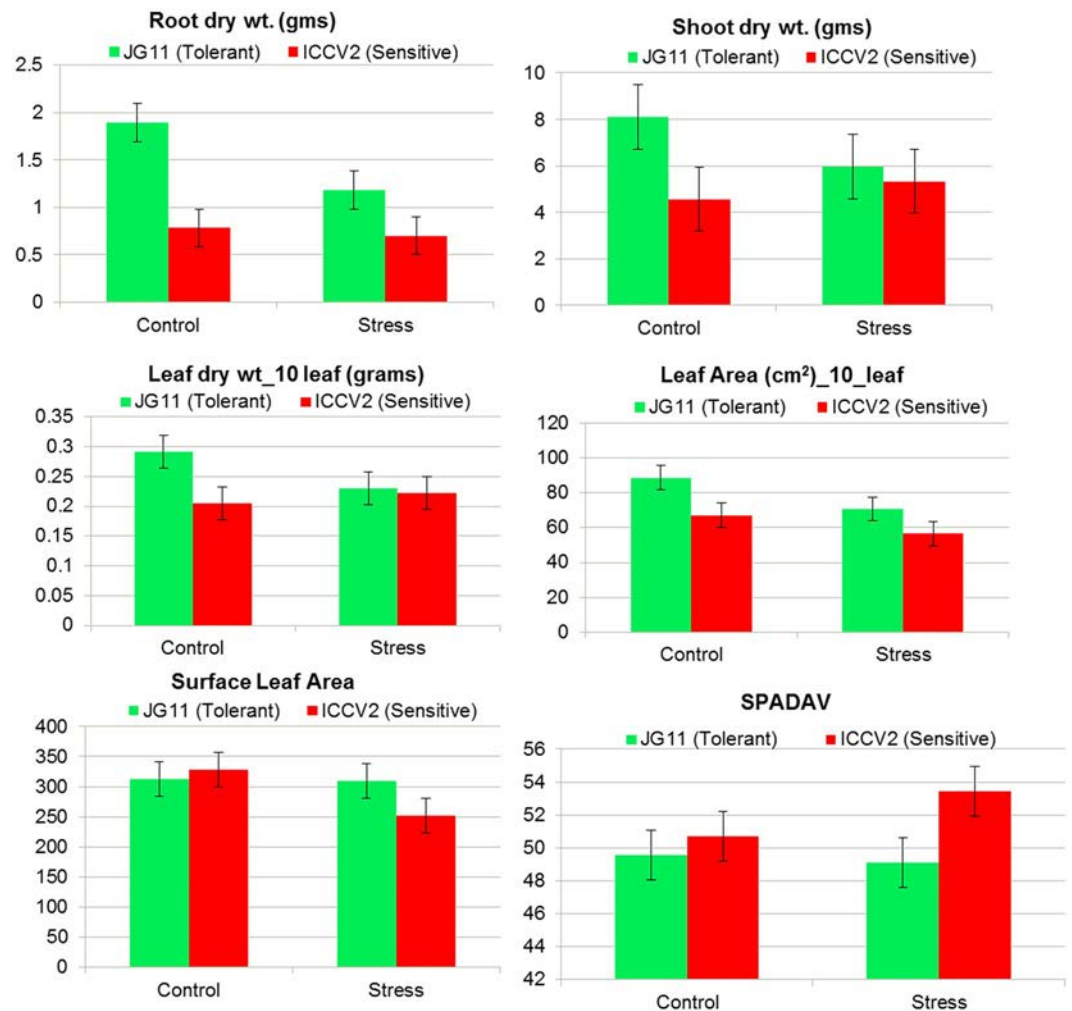 Root dry wt. (gms)
JG11 (Tolerant) ICCV2 (Sensitive)
2.5
2
1.5
1
0.5
0
Control Stress
Shoot dry wt. (gms)
JG11 (Tolerant) ICCV2 (Sensitive)
10
8
6
4
2
0
Control Stress
Leaf dry wt_10 leaf (grams)
JG11 (Tolerant) ICCV2 (Sensitive)
0.35
0.3
0.25
0.2
0.15
0.1
0.05
0
Control Stress
Leaf Area (cm²)_10_leaf
JG11 (Tolerant) ICCV2 (Sensitive)
120
100
80
60
40
20
0
Control Stress
Surface Leaf Area
JG11 (Tolerant) ICCV2 (Sensitive)
400
350
300
250
200
150
100
50
0
Control Stress
SPADAV
JG11 (Tolerant) ICCV2 (Sensitive)
56
54
52
50
48
46
44
42
Control Stress